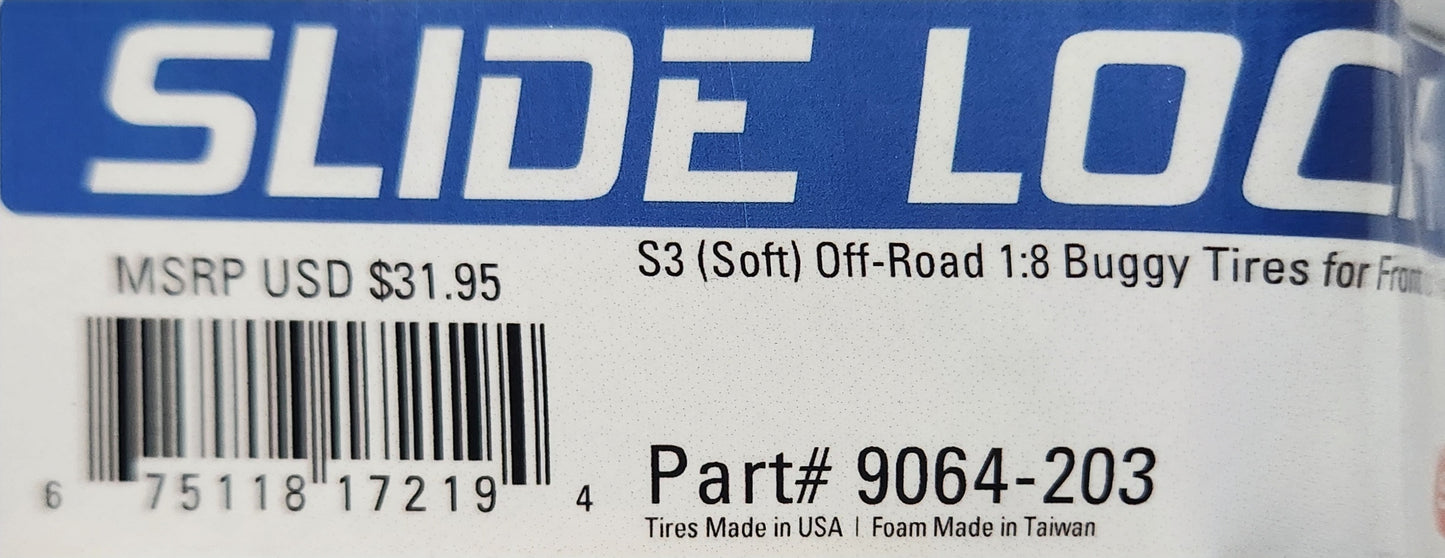 SLIDE LOC
MSRP USD $31.95
S3 (Soft) Off-Road 1:8 Buggy Tires for Front
6 75118 17219 4
Part# 9064-203
Tires Made in USA | Foam Made in Taiwan